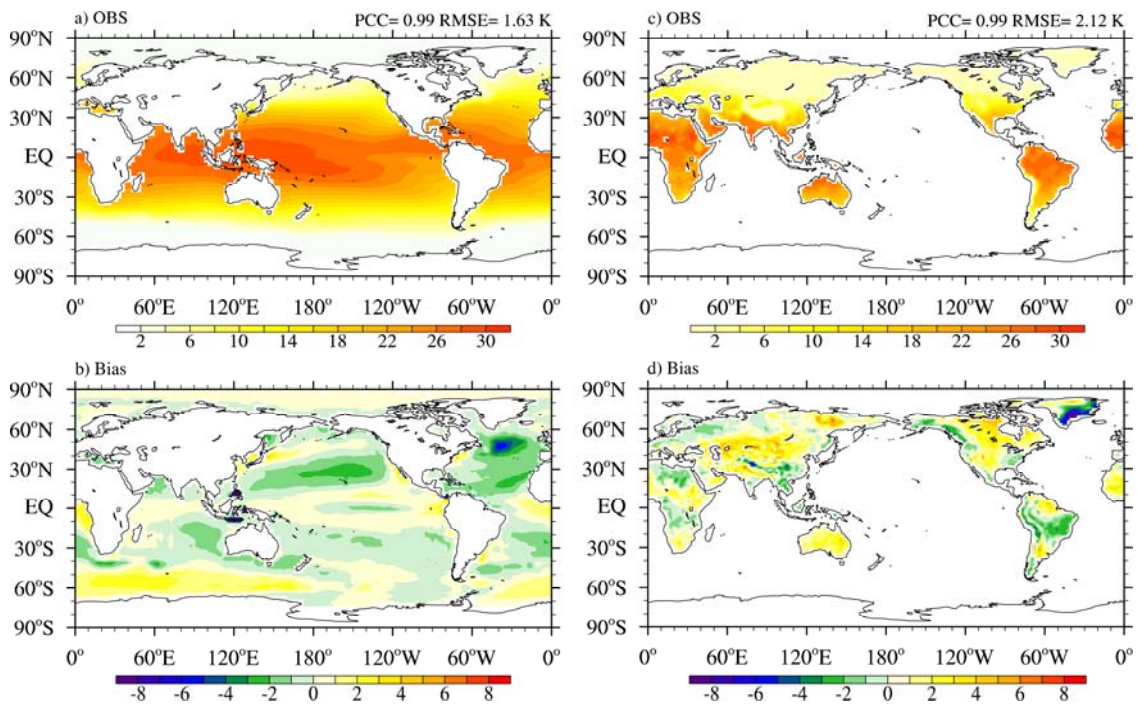 a) OBS PCC= 0.99 RMSE= 1.63 K
90°N
60°N
30°N
EQ
30°S
60°S
90°S
0° 60°E 120°E 180° 120°W 60°W 0°
2 6 10 14 18 22 26 30
c) OBS PCC= 0.99 RMSE= 2.12 K
90°N
60°N
30°N
EQ
30°S
60°S
90°S
0° 60°E 120°E 180° 120°W 60°W 0°
2 6 10 14 18 22 26 30
b) Bias
90°N
60°N
30°N
EQ
30°S
60°S
90°S
0° 60°E 120°E 180° 120°W 60°W 0°
-8 -6 -4 -2 0 2 4 6 8
d) Bias
90°N
60°N
30°N
EQ
30°S
60°S
90°S
0° 60°E 120°E 180° 120°W 60°W 0°
-8 -6 -4 -2 0 2 4 6 8